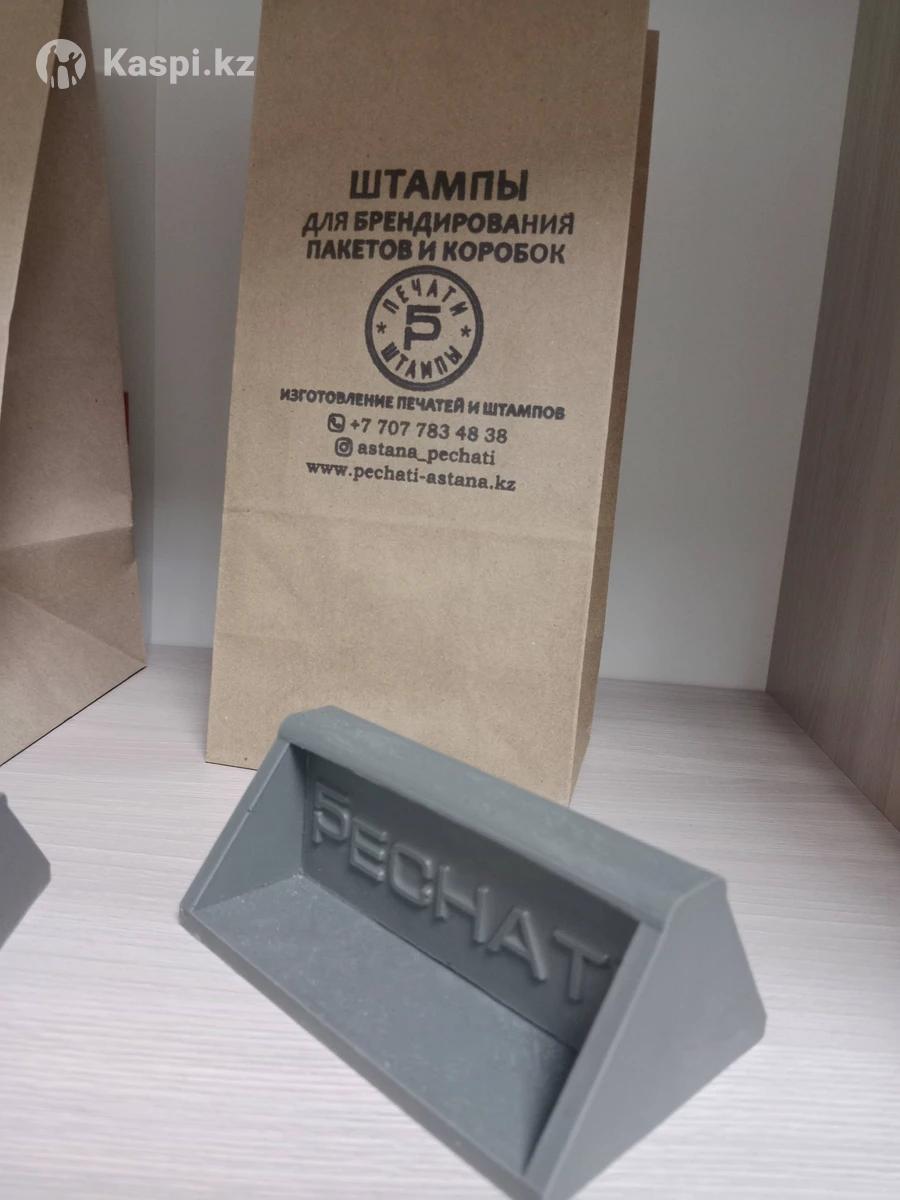 Kaspi.kz
ШТАМПЫ
ДЛЯ БРЕНДИРОВАНИЯ
ПАКЕТОВ И КОРОБОК
ПЕЧАТИ
ШТАМПЫ
ИЗГОТОВЛЕНИЕ ПЕЧАТЕЙ И ШТАМПОВ
+7 707 783 48 38
astana_pechati
www.pechati-astana.kz
PECHAT